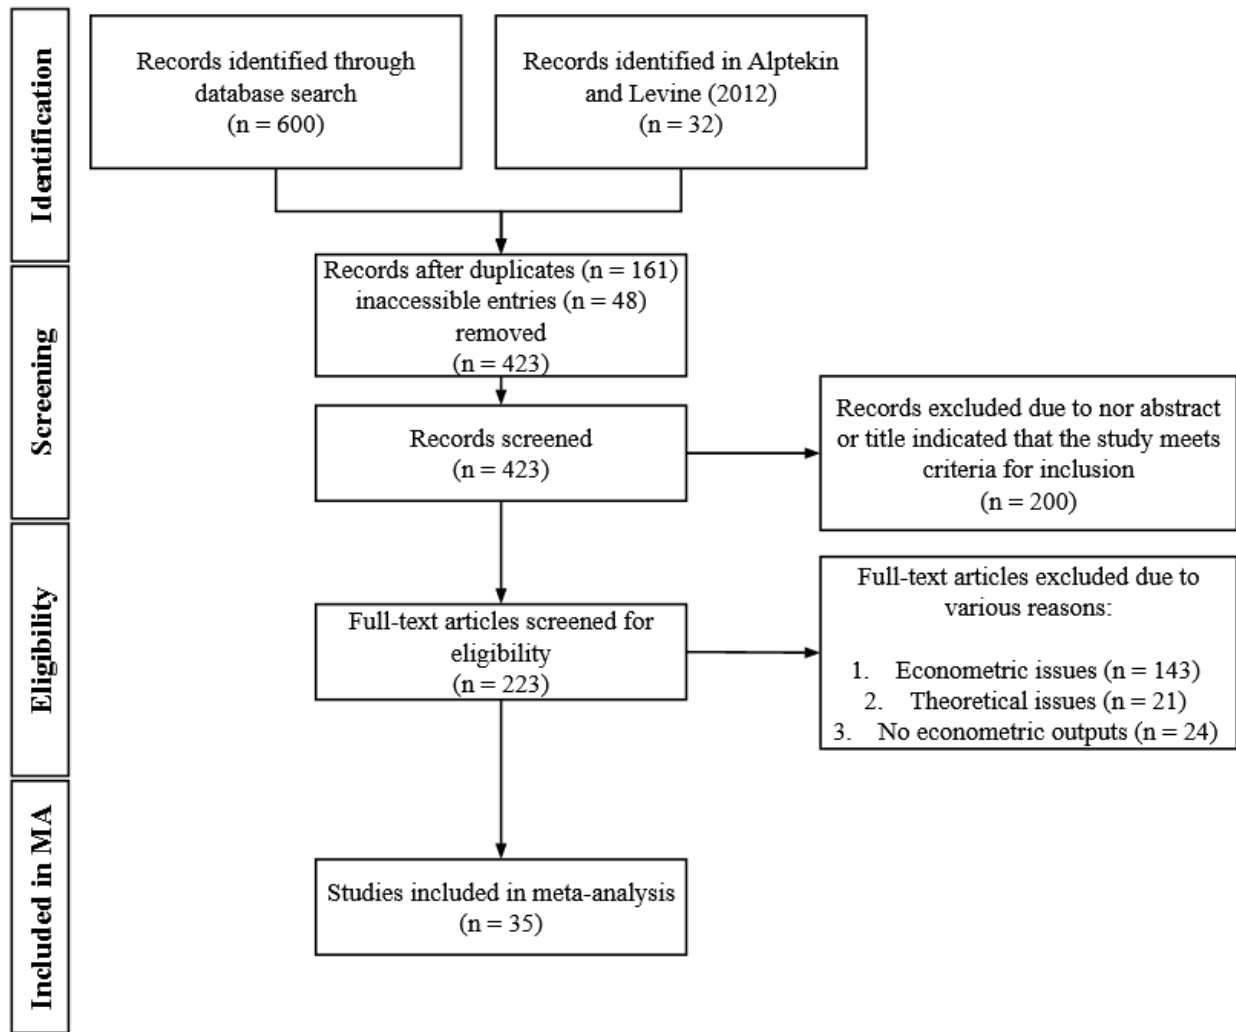 Identification
Records identified through
database search
(n = 600)
Records identified in Alptekin
and Levine (2012)
(n = 32)
Screening
Records after duplicates (n = 161)
inaccessible entries (n = 48)
removed
(n = 423)
Records screened
(n = 423)
Records excluded due to nor abstract
or title indicated that the study meets
criteria for inclusion
(n = 200)
Eligibility
Full-text articles screened for
eligibility
(n = 223)
Full-text articles excluded due to
various reasons:
1. Econometric issues (n = 143)
2. Theoretical issues (n = 21)
3. No econometric outputs (n = 24)
Included in MA
Studies included in meta-analysis
(n = 35)